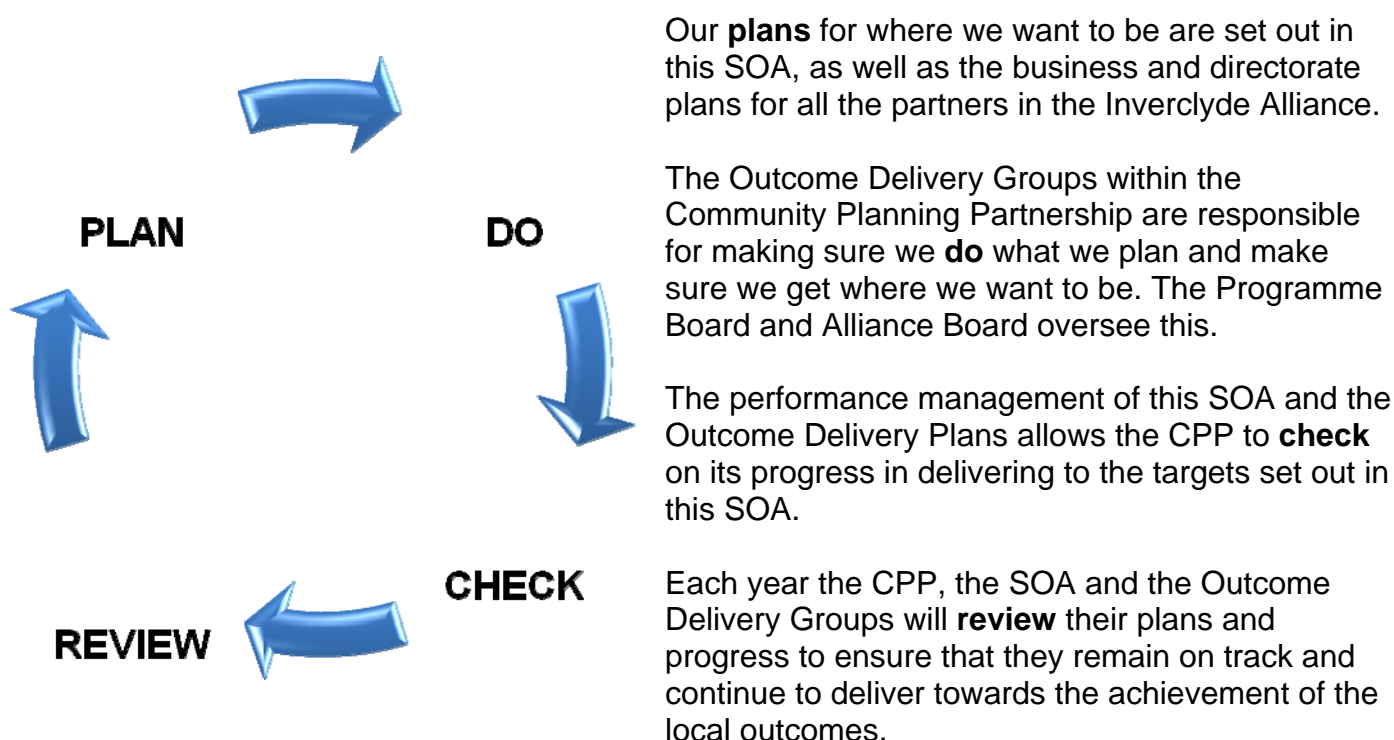 PLAN
DO
CHECK
REVIEW
Our plans for where we want to be are set out in
this SOA, as well as the business and directorate
plans for all the partners in the Inverclyde Alliance.
The Outcome Delivery Groups within the
Community Planning Partnership are responsible
for making sure we do what we plan and make
sure we get where we want to be. The Programme
Board and Alliance Board oversee this.
The performance management of this SOA and the
Outcome Delivery Plans allows the CPP to check
on its progress in delivering to the targets set out in
this SOA.
Each year the CPP, the SOA and the Outcome
Delivery Groups will review their plans and
progress to ensure that they remain on track and
continue to deliver towards the achievement of the
local outcomes.